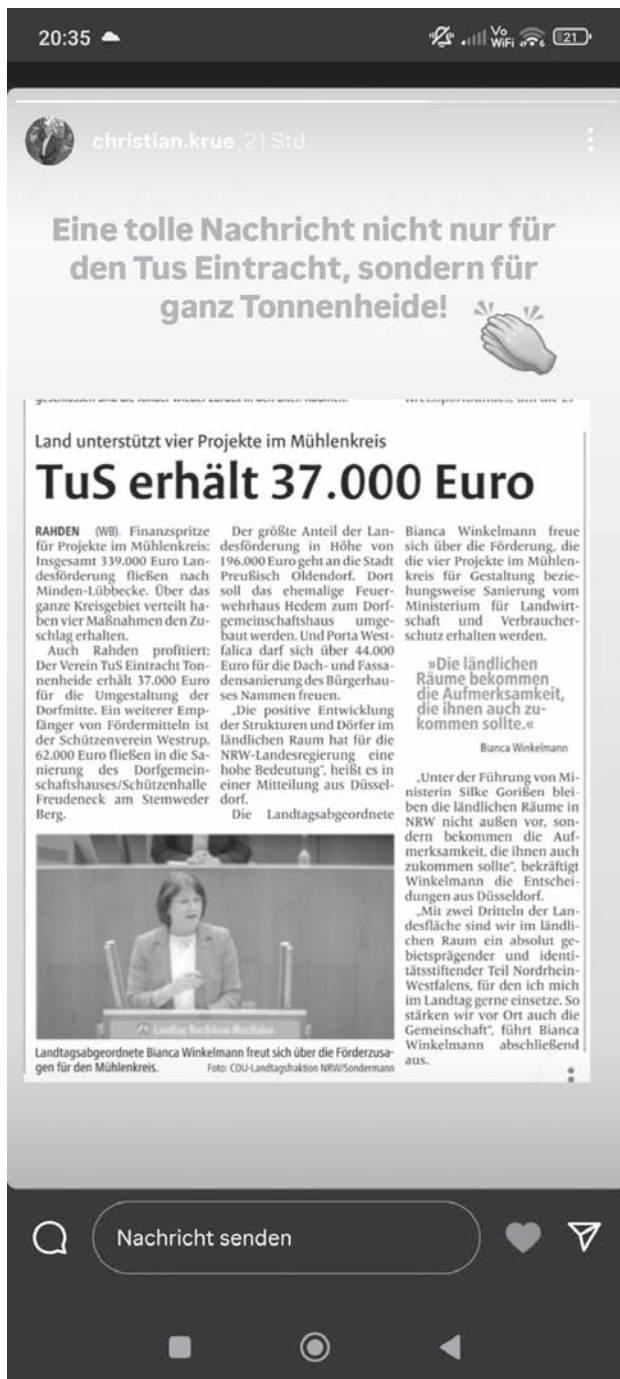 20:35
Vo
WiFi
6
21
christian.krue 21 Std.
Eine tolle Nachricht nicht nur für
den Tus Eintracht, sondern für
ganz Tonnenheide!
Land unterstützt vier Projekte im Mühlenkreis
TuS erhält 37.000 Euro
RAHDEN (WB). Finanzspritze
für Projekte im Mühlenkreis:
Insgesamt 339.000 Euro Lan-
desförderung fließen nach
Minden-Lübbecke. Über das
ganze Kreisgebiet verteilt ha-
ben vier Maßnahmen den Zu-
schlag erhalten.
Auch Rahden profitiert:
Der Verein TuS Eintracht Ton-
nenheide erhält 37.000 Euro
für die Umgestaltung der
Dorfmitte. Ein weiterer Emp-
fänger von Fördermitteln ist
der Schützenverein Westrup.
62.000 Euro fließen in die Sa-
nierung des Dorfgemein-
schaftshauses/Schützenhalle
Freudeneck am Stemweder
Berg.
Der größte Anteil der Lan-
desförderung in Höhe von
196.000 Euro geht an die Stadt
Preußisch Oldendorf. Dort
soll das ehemalige Feuer-
wehrhaus Hedem zum Dorf-
gemeinschaftshaus umge-
baut werden. Und Porta West-
falica darf sich über 44.000
Euro für die Dach- und Fassa-
densanierung des Bürgerhau-
ses Nammen freuen.
„Die positive Entwicklung
der Strukturen und Dörfer im
ländlichen Raum hat für die
NRW-Landesregierung eine
hohe Bedeutung“, heißt es in
einer Mitteilung aus Düssel-
dorf.
Die Landtagsabgeordnete
Bianca Winkelmann freue
sich über die Förderung, die
die vier Projekte im Mühlen-
kreis für Gestaltung bezie-
hungsweise Sanierung vom
Ministerium für Landwirt-
schaft und Verbraucher-
schutz erhalten werden.
»Die ländlichen
Räume bekommen
die Aufmerksamkeit,
die ihnen auch zu-
kommen sollte.«
Bianca Winkelmann
„Unter der Führung von Mi-
nisterin Silke Gorißen blei-
ben die ländlichen Räume in
NRW nicht außen vor, son-
dern bekommen die Auf-
merksamkeit, die ihnen auch
zukommen sollte“, bekräftigt
Winkelmann die Entschei-
dungen aus Düsseldorf.
„Mit zwei Dritteln der Lan-
desfläche sind wir im ländli-
chen Raum ein absolut ge-
bietsprägender und identi-
tätsstiftender Teil Nordrhein-
Westfalens, für den ich mich
im Landtag gerne einsetze. So
stärken wir vor Ort auch die
Gemeinschaft“, führt Bianca
Winkelmann abschließend
aus.
Landtag Nordrhein-Westfalen
Landtagsabgeordnete Bianca Winkelmann freut sich über die Förderzusa-
gen für den Mühlenkreis. Foto: CDU-Landtagsfraktion NRW/Sondermann
Nachricht senden